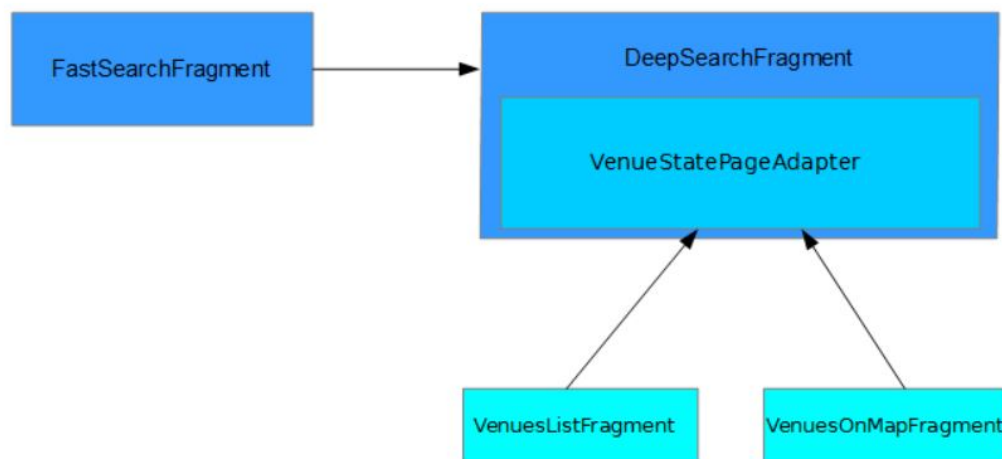 FastSearchFragment
DeepSearchFragment
VenueStatePageAdapter
VenuesListFragment
VenuesOnMapFragment